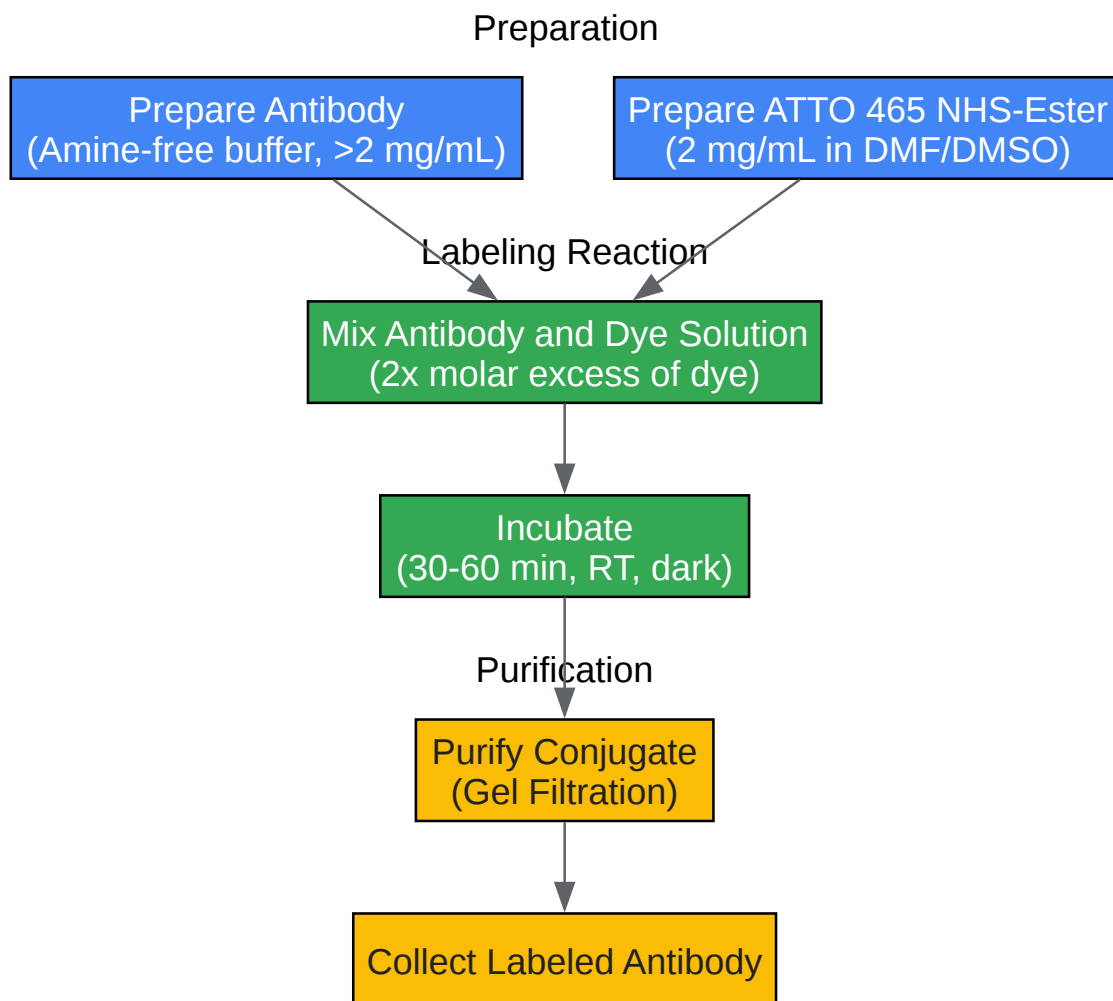 Preparation
Prepare Antibody
(Amine-free buffer, >2 mg/mL)
Prepare ATTO 465 NHS-Ester
(2 mg/mL in DMF/DMSO)
Labeling Reaction
Mix Antibody and Dye Solution
(2x molar excess of dye)
Incubate
(30-60 min, RT, dark)
Purification
Purify Conjugate
(Gel Filtration)
Collect Labeled Antibody